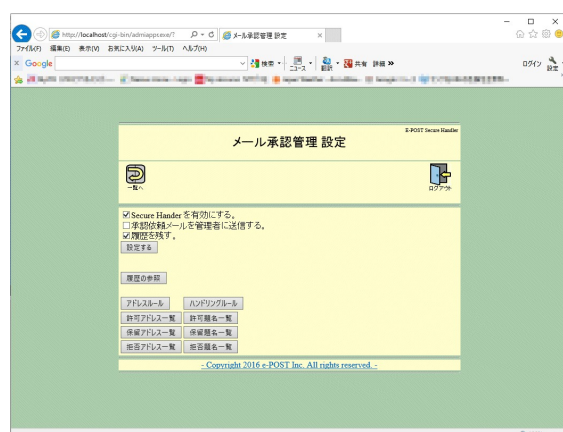 http://localhost/cgi-bin/admiappcsexe/?
メール承認管理 設定
ファイル(F) 編集(E) 表示(V) お気に入り(A) ツール(T) ヘルプ(H)
Google 検索 ニュース 翻訳 共有 詳細 ログイン 設定
E-POST Secure Handler
メール承認管理 設定
一覧へ ログアウト
Secure Hander を有効にする。
承認依頼メールを管理者に送信する。
履歴を残す。
設定する
履歴の参照
アドレスルール ハンドリングルール
許可アドレス一覧 許可題名一覧
保留アドレス一覧 保留題名一覧
拒否アドレス一覧 拒否題名一覧
- Copyright 2016 e-POST Inc. All rights reserved. -